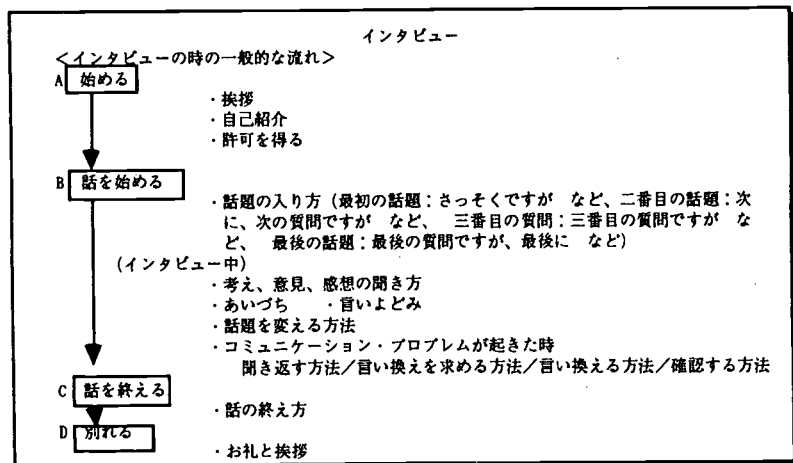 インタビュー
<インタビューの時の一般的な流れ>
A 始める
・挨拶
・自己紹介
・許可を得る
B 話を始める
・話題の入り方(最初の話題:さっそくですが など、二番目の話題:次
に、次の質問ですが など、 三番目の質問:三番目の質問ですが な
ど、 最後の話題:最後の質問ですが、最後に など)
(インタビュー中)
・考え、意見、感想の聞き方
・あいづち ・言いよどみ
・話題を変える方法
・コミュニケーション・プロブレムが起きた時
聞き返す方法/言い換えを求める方法/言い換える方法/確認する方法
C 話を終える
・話の終え方
D 別れる
・お礼と挨拶